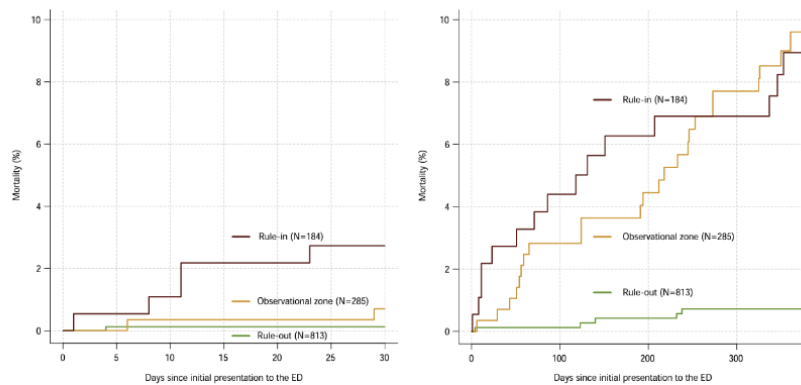 10
8
6
4
2
0
Mortality (%)
Rule-in (N=184)
Observational zone (N=285)
Rule-out (N=813)
0 5 10 15 20 25 30
Days since initial presentation to the ED
10
8
6
4
2
0
Mortality (%)
Rule-in (N=184)
Observational zone (N=285)
Rule-out (N=813)
0 100 200 300
Days since initial presentation to the ED